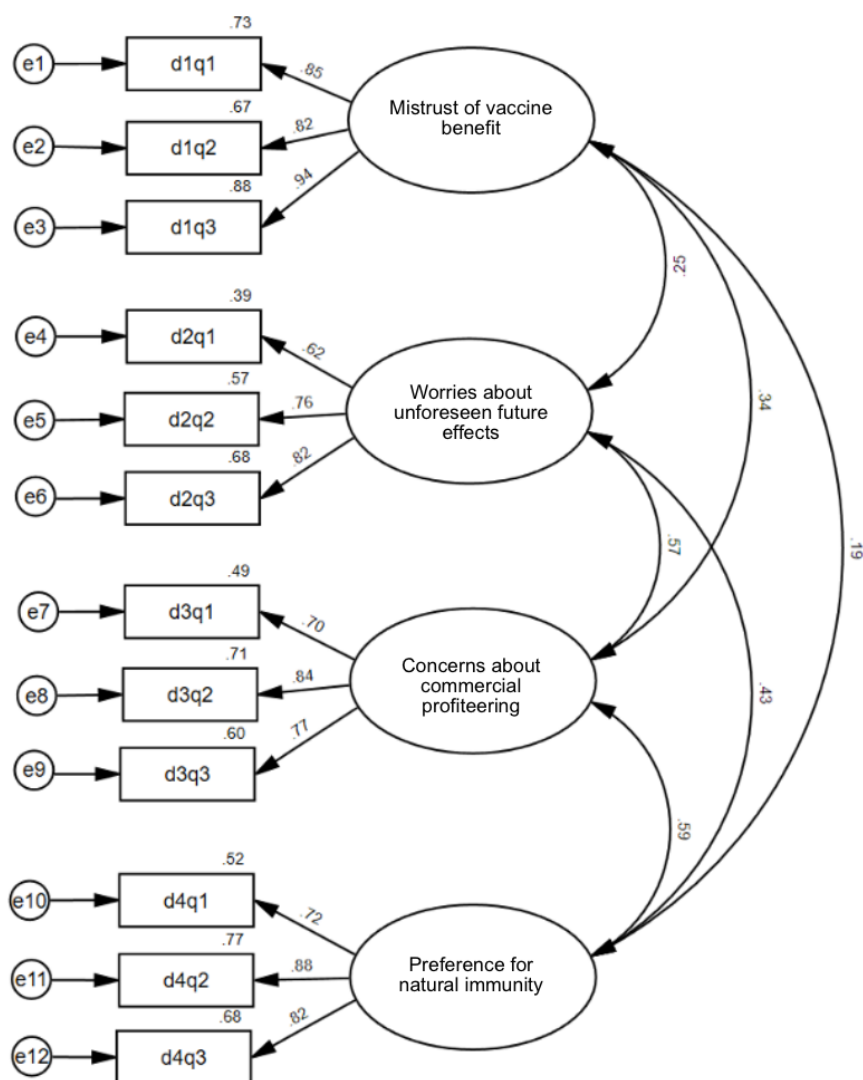 .73
e1
d1q1
.85
.67
e2
d1q2
.82
.88
e3
d1q3
.94
Mistrust of vaccine
benefit
.25
.39
e4
d2q1
.62
.57
e5
d2q2
.76
.68
e6
d2q3
.82
Worries about
unforeseen future
effects
.34
.57
.19
.49
e7
d3q1
.70
.71
e8
d3q2
.84
.60
e9
d3q3
.77
Concerns about
commercial
profiteering
.43
.59
.52
e10
d4q1
.72
.77
e11
d4q2
.88
.68
e12
d4q3
.82
Preference for
natural immunity